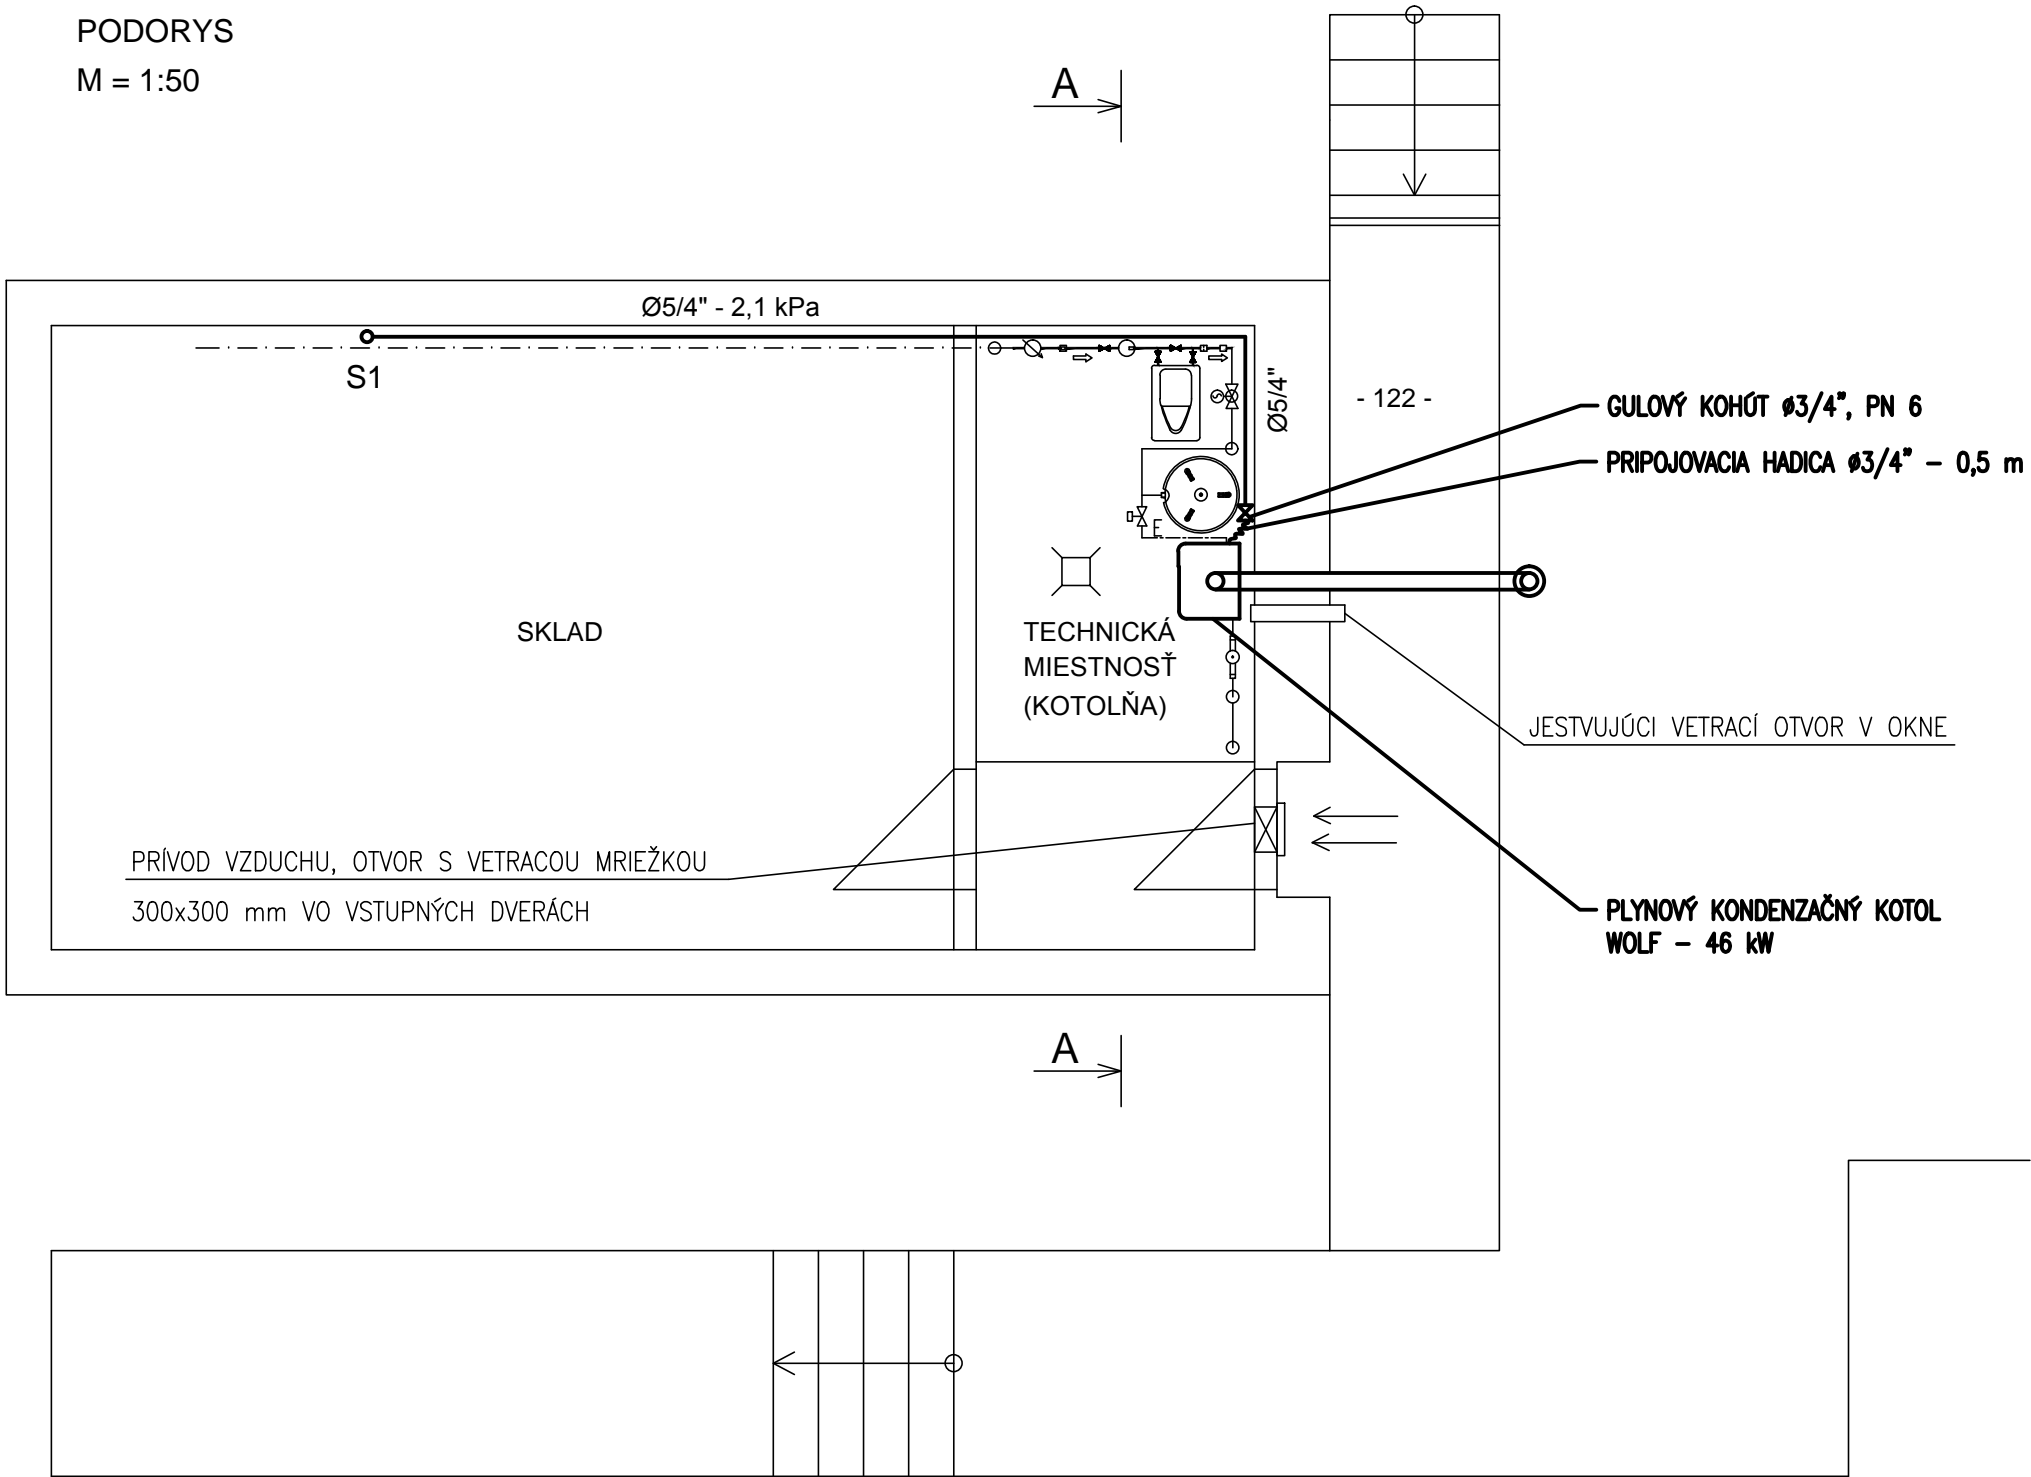 PODORYS
M = 1:50
A
Ø5/4" - 2,1 kPa
S1
Ø5/4"
- 122 -
GULOVÝ KOHÚT ø3/4", PN 6
PRIPOJOVACIA HADICA ø3/4" – 0,5 m
E
SKLAD
TECHNICKÁ
MIESTNOSŤ
(KOTOLŇA)
JESTVUJÚCI VETRACÍ OTVOR V OKNE
PRÍVOD VZDUCHU, OTVOR S VETRACOU MRIEŽKOU
300x300 mm VO VSTUPNÝCH DVERÁCH
PLYNOVÝ KONDENZAČNÝ KOTOL
WOLF – 46 kW
A